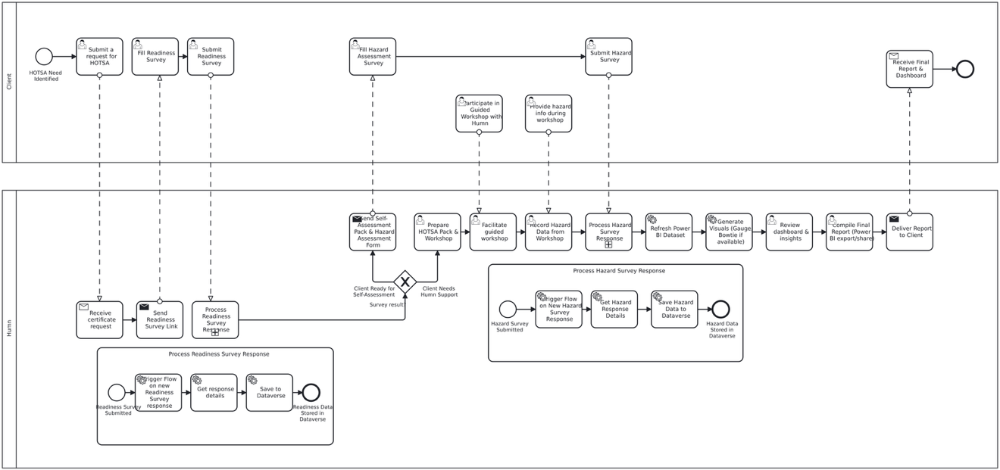 Client
HOTSA Need
Identified
Submit a
request for
HOTSA
Fill Readiness
Survey
Submit
Readiness
Survey
Fill Hazard
Assessment
Survey
Submit Hazard
Survey
Participate in
Guided
Workshop with
Humn
Provide hazard
info during
workshop
Receive Final
Report &
Dashboard
Humn
Receive
certificate
request
Send
Readiness
Survey Link
Process
Readiness
Survey
Response
Survey result?
Client Ready for
Self-Assessment
Client Needs
Humn Support
Send Self-
Assessment
Pack & Hazard
Assessment
Form
Prepare
HOTSA Pack &
Workshop
Facilitate
guided
workshop
Record Hazard
Data from
Workshop
Process Hazard
Survey
Response
Refresh Power
BI Dataset
Generate
Visuals (Gauge,
Bowtie if
available)
Review
dashboard &
insights
Compile Final
Report (Power
BI export/share)
Deliver Report
to Client
Process Hazard Survey Response
Hazard Survey
Submitted
Trigger Flow
on New Hazard
Survey
Response
Get Hazard
Response
Details
Save Hazard
Data to
Dataverse
Hazard Data
Stored in
Dataverse
Process Readiness Survey Response
Readiness Survey
Submitted
Trigger Flow
on new
Readiness
Survey
response
Get response
details
Save to
Dataverse
Readiness Data
Stored in
Dataverse